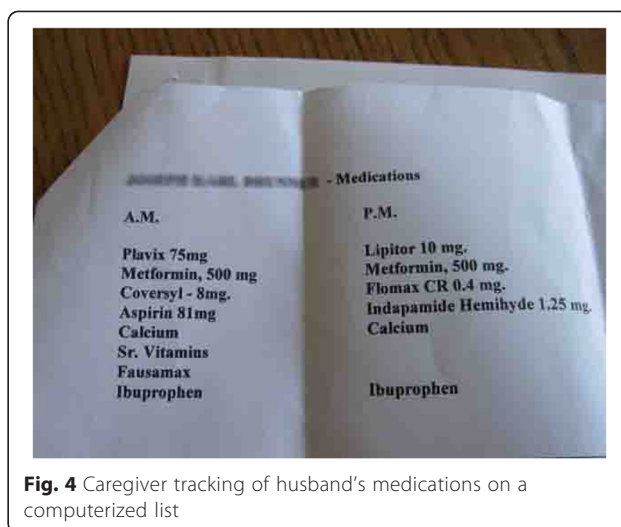 - Medications
A.M.
Plavix 75mg
Metformin, 500 mg
Coversyl - 8mg.
Aspirin 81mg
Calcium
Sr. Vitamins
Fausamax
Ibuprophen
P.M.
Lipitor 10 mg.
Metformin, 500 mg.
Flomax CR 0.4 mg.
Indapamide Hemihyde 1.25 mg.
Calcium
Ibuprophen
Fig. 4 Caregiver tracking of husband's medications on a
computerized list